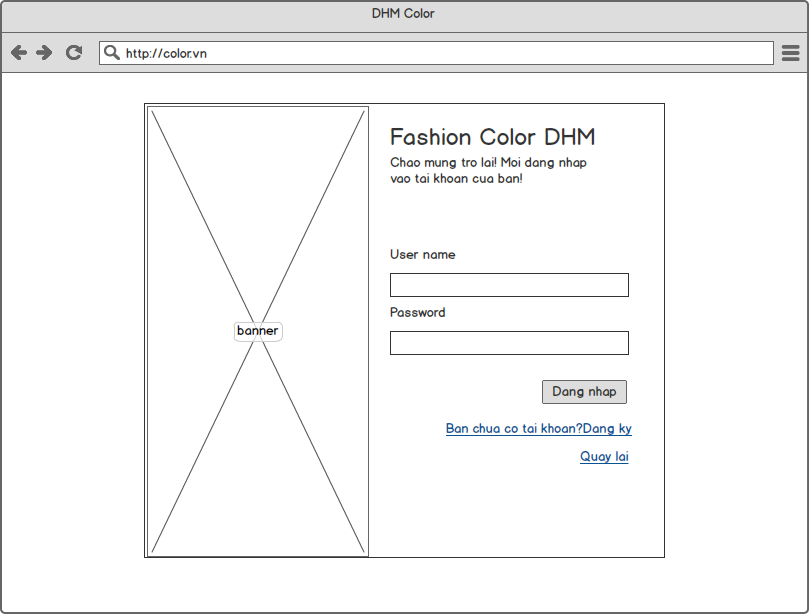 DHM Color
http://color.vn
Fashion Color DHM
Chao mung tro lai! Moi dang nhap
vao tai khoan cua ban!
User name
banner
Password
Dang nhap
Ban chua co tai khoan?Dang ky
Quay lai